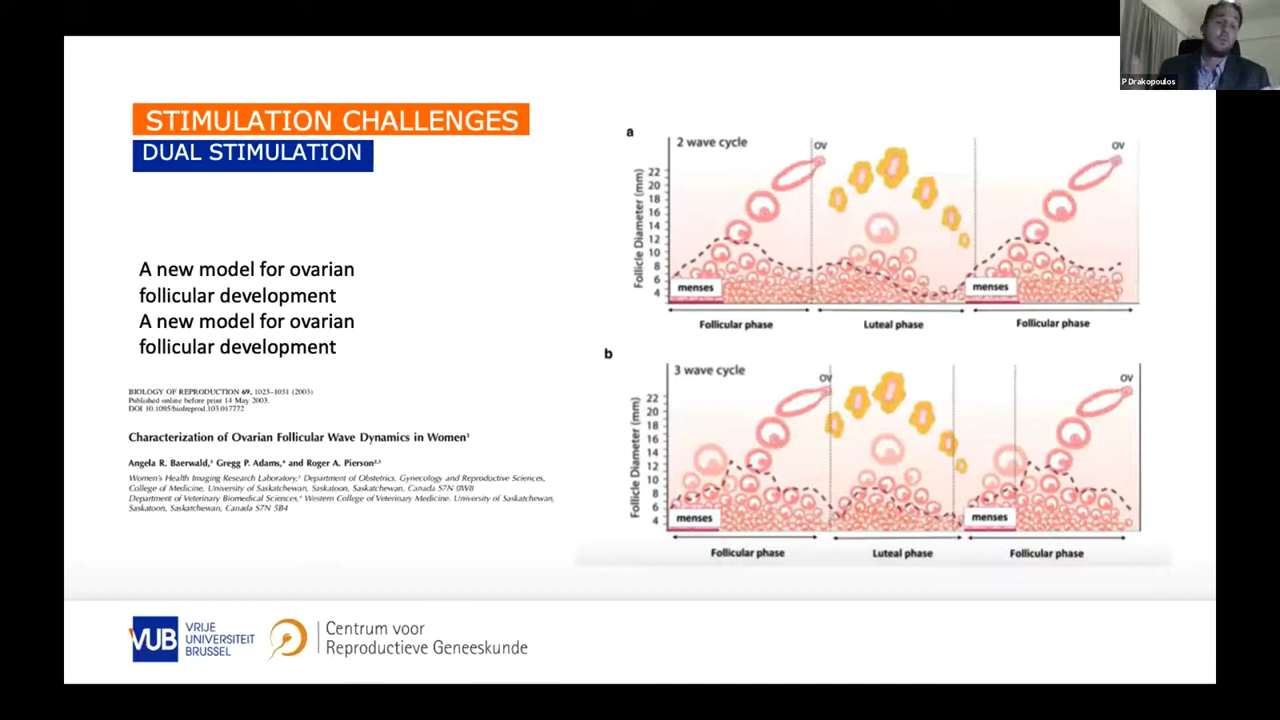 P Drakopoulos
STIMULATION CHALLENGES
DUAL STIMULATION
A new model for ovarian
follicular development
A new model for ovarian
follicular development
BIOLOGY OF REPRODUCTION 69, 1023–1031 (2003)
Published online before print 14 May 2003.
DOI 10.1095/biolreprod.103.017772
Characterization of Ovarian Follicular Wave Dynamics in Women¹
Angela R. Baerwald,³ Gregg P. Adams,⁴ and Roger A. Pierson²,³
Women's Health Imaging Research Laboratory,³ Department of Obstetrics, Gynecology and Reproductive Sciences,
College of Medicine, University of Saskatchewan, Saskatoon, Saskatchewan, Canada S7N 0W8
Department of Veterinary Biomedical Sciences,⁴ Western College of Veterinary Medicine, University of Saskatchewan,
Saskatoon, Saskatchewan, Canada S7N 5B4
a
2 wave cycle
OV
OV
Follicle Diameter (mm)
22
20
18
16
14
12
10
8
6
4
menses
menses
Follicular phase
Luteal phase
Follicular phase
b
3 wave cycle
OV
OV
Follicle Diameter (mm)
22
20
18
16
14
12
10
8
6
4
menses
menses
Follicular phase
Luteal phase
Follicular phase
VUB
VRIJE
UNIVERSITEIT
BRUSSEL
Centrum voor
Reproductieve Geneeskunde